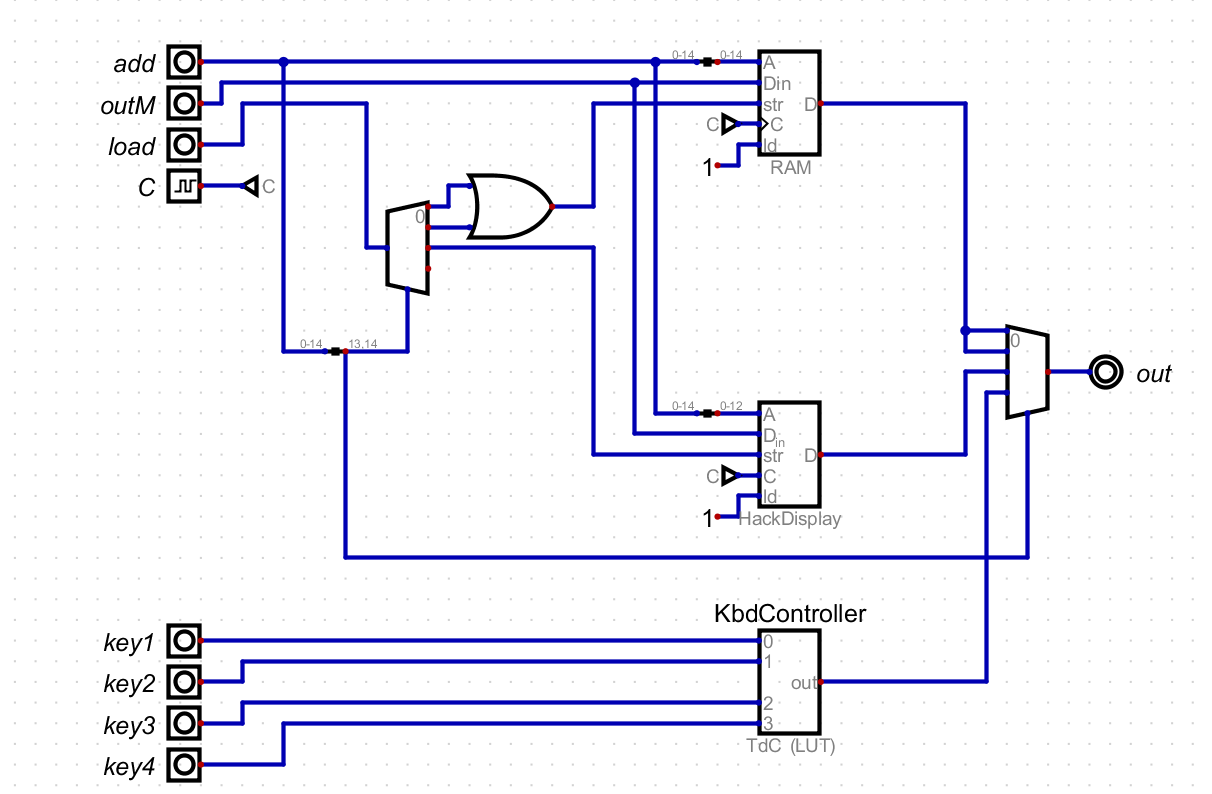 add
outM
load
C
C
0-14
0-14
A
Din
str
C
C
ld
1
D
RAM
0
0-14
13,14
0
out
0-14
0-12
A
Din
str
C
C
ld
1
D
HackDisplay
KbdController
key1
key2
key3
key4
0
1
2
3
out
TdC (LUT)